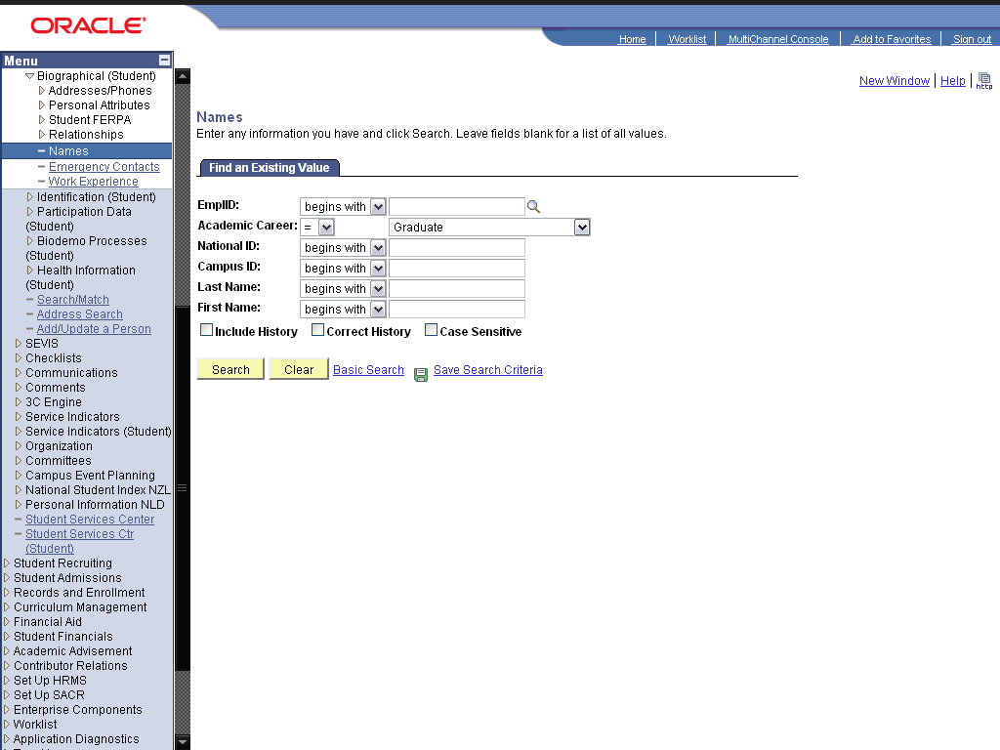 ORACLE
Home
Worklist
MultiChannel Console
Add to Favorites
Sign out
Menu
Biographical (Student)
Addresses/Phones
Personal Attributes
Student FERPA
Relationships
Names
Emergency Contacts
Work Experience
Identification (Student)
Participation Data
(Student)
Biodemo Processes
(Student)
Health Information
(Student)
Search/Match
Address Search
Add/Update a Person
SEVIS
Checklists
Communications
Comments
3C Engine
Service Indicators
Service Indicators (Student)
Organization
Committees
Campus Event Planning
National Student Index NZL
Personal Information NLD
Student Services Center
Student Services Ctr
(Student)
Student Recruiting
Student Admissions
Records and Enrollment
Curriculum Management
Financial Aid
Student Financials
Academic Advisement
Contributor Relations
Set Up HRMS
Set Up SACR
Enterprise Components
Worklist
Application Diagnostics
New Window | Help | http
Names
Enter any information you have and click Search. Leave fields blank for a list of all values.
Find an Existing Value
EmplID: begins with
Academic Career: = Graduate
National ID: begins with
Campus ID: begins with
Last Name: begins with
First Name: begins with
Include History Correct History Case Sensitive
Search Clear Basic Search Save Search Criteria